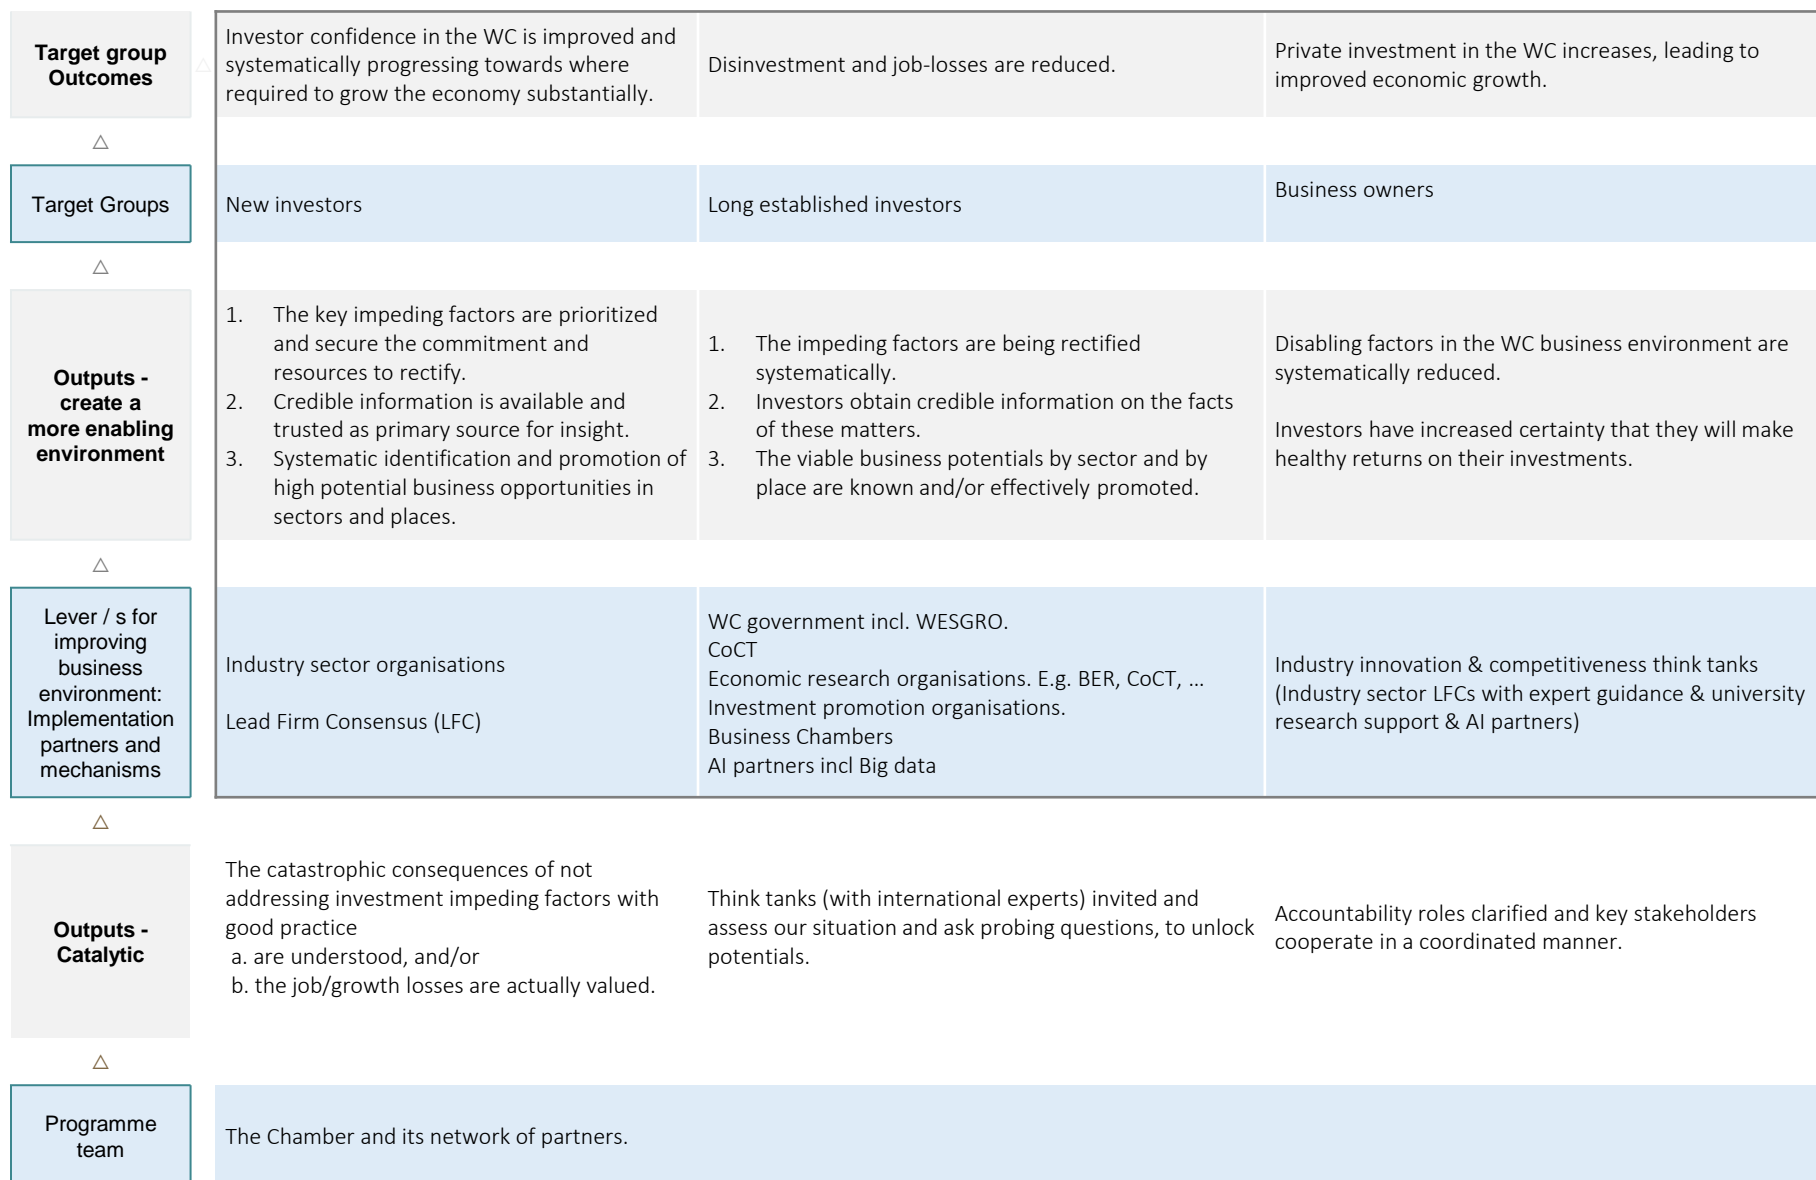 Target group
Outcomes
Investor confidence in the WC is improved and
systematically progressing towards where
required to grow the economy substantially.
Disinvestment and job-losses are reduced.
Private investment in the WC increases, leading to
improved economic growth.
Target Groups
New investors
Long established investors
Business owners
Outputs -
create a
more enabling
environment
1. The key impeding factors are prioritized
and secure the commitment and
resources to rectify.
2. Credible information is available and
trusted as primary source for insight.
3. Systematic identification and promotion of
high potential business opportunities in
sectors and places.
1. The impeding factors are being rectified
systematically.
2. Investors obtain credible information on the facts
of these matters.
3. The viable business potentials by sector and by
place are known and/or effectively promoted.
Disabling factors in the WC business environment are
systematically reduced.
Investors have increased certainty that they will make
healthy returns on their investments.
Lever / s for
improving
business
environment:
Implementation
partners and
mechanisms
Industry sector organisations
Lead Firm Consensus (LFC)
WC government incl. WESGRO.
CoCT
Economic research organisations. E.g. BER, CoCT, ...
Investment promotion organisations.
Business Chambers
AI partners incl Big data
Industry innovation & competitiveness think tanks
(Industry sector LFCs with expert guidance & university
research support & AI partners)
Outputs -
Catalytic
The catastrophic consequences of not
addressing investment impeding factors with
good practice
a. are understood, and/or
b. the job/growth losses are actually valued.
Think tanks (with international experts) invited and
assess our situation and ask probing questions, to unlock
potentials.
Accountability roles clarified and key stakeholders
cooperate in a coordinated manner.
Programme
team
The Chamber and its network of partners.